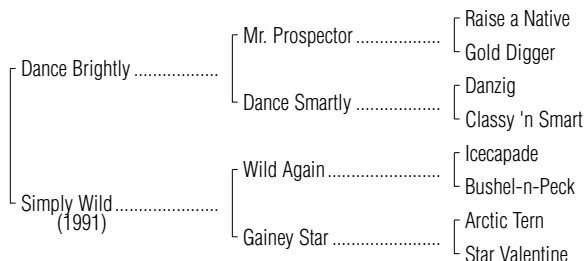 Raise a Native
Mr. Prospector ..................
Gold Digger
Dance Brightly ..................
Danzig
Dance Smartly ..................
Classy 'n Smart
Icecapade
Wild Again ........................
Bushel-n-Peck
Simply Wild ......................
(1991)
Arctic Tern
Gainey Star .......................
Star Valentine